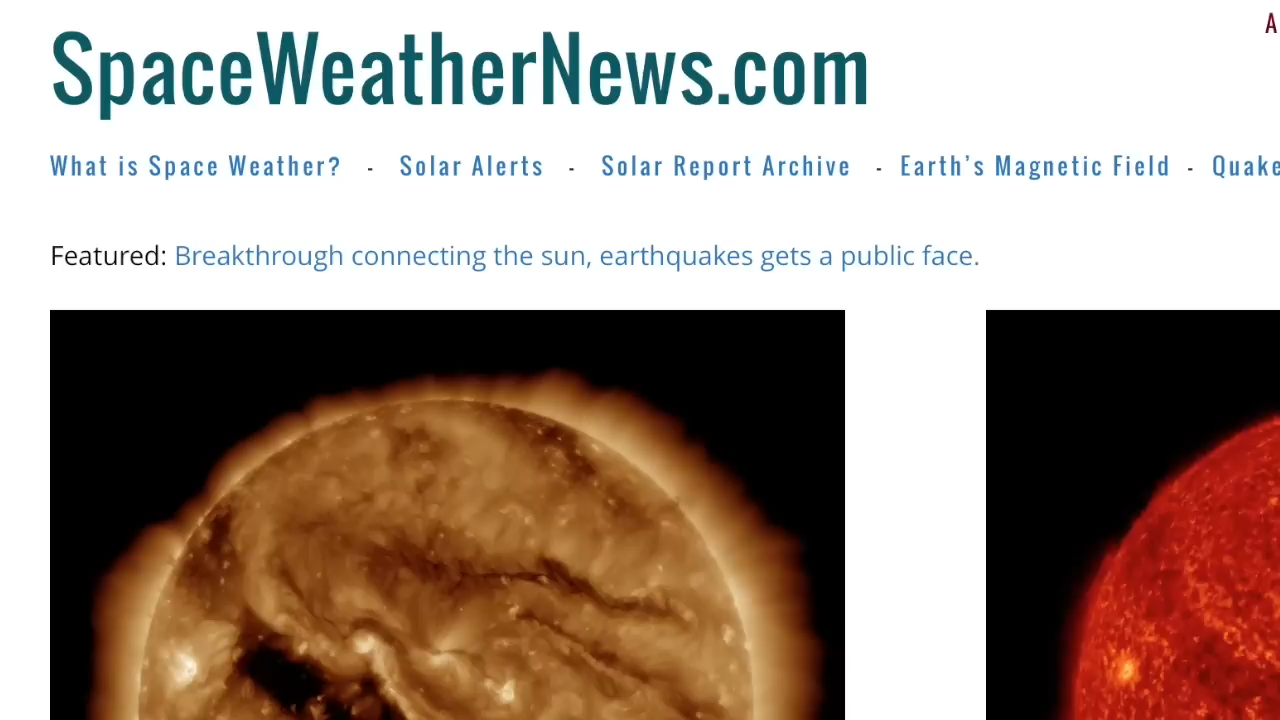 A
SpaceWeatherNews.com
What is Space Weather? - Solar Alerts - Solar Report Archive - Earth’s Magnetic Field - Quake
Featured: Breakthrough connecting the sun, earthquakes gets a public face.